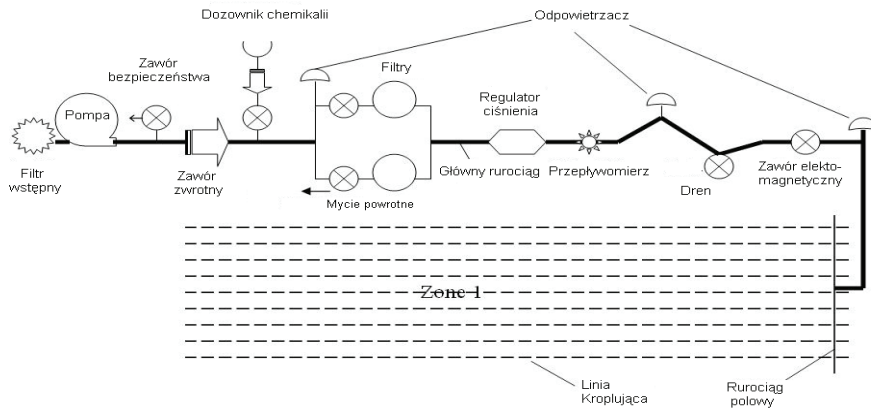 Dozownik chemikalii
Odpowietrzacz
Zawór
bezpieczeństwa
Filtry
Regulator
ciśnienia
Pompa
Filtr
wstępny
Zawór
zwrotny
Mycie powrotne
Główny rurociąg
Przepływomierz
Dren
Zawór elekto-
magnetyczny
Zone 1
Linia
Kroplująca
Rurociąg
polowy